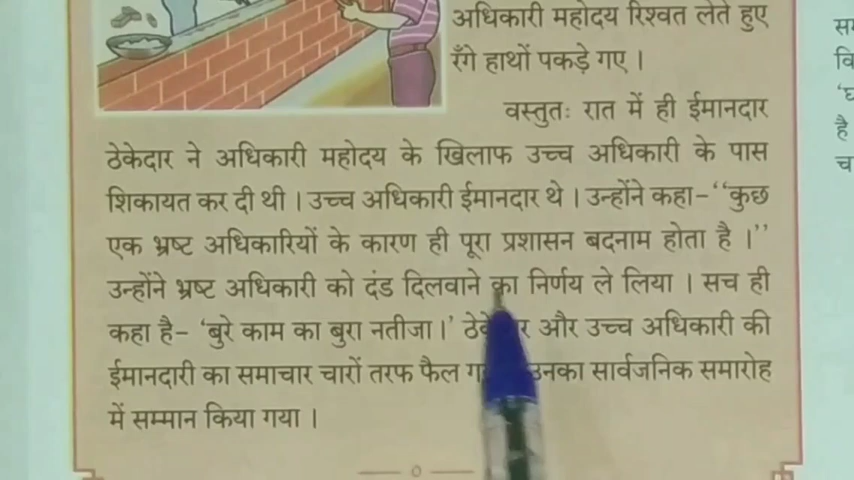 अधिकारी महोदय रिश्वत लेते हुए
रँगे हाथों पकड़े गए ।
वस्तुतः रात में ही ईमानदार
ठेकेदार ने अधिकारी महोदय के खिलाफ उच्च अधिकारी के पास
शिकायत कर दी थी । उच्च अधिकारी ईमानदार थे । उन्होंने कहा-‘‘कुछ
एक भ्रष्ट अधिकारियों के कारण ही पूरा प्रशासन बदनाम होता है ।’’
उन्होंने भ्रष्ट अधिकारी को दंड दिलवाने का निर्णय ले लिया । सच ही
कहा है- ‘बुरे काम का बुरा नतीजा।’ और उच्च अधिकारी की
ईमानदारी का समाचार चारों तरफ फैल उनका सार्वजनिक समारोह
में सम्मान किया गया ।
है